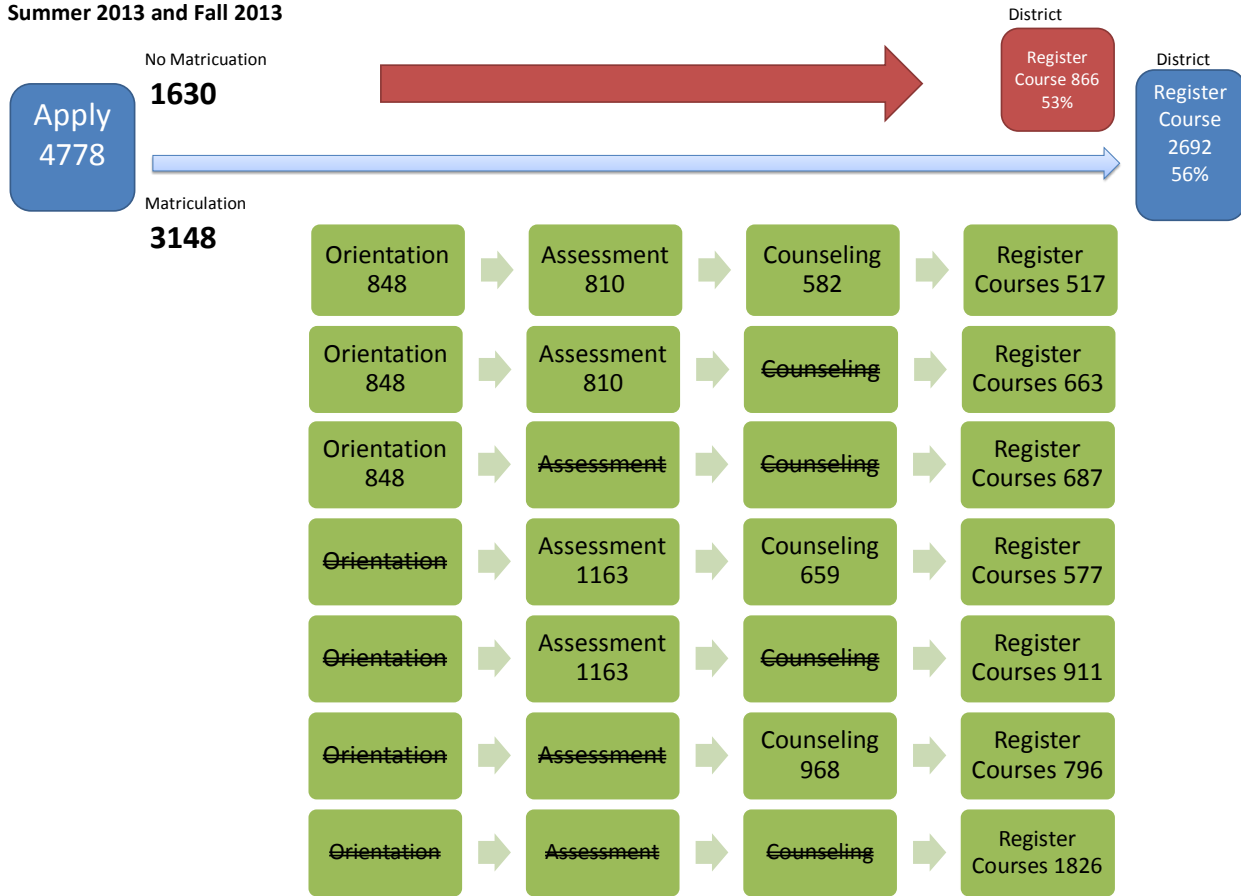 Summer 2013 and Fall 2013
No Matricuation
1630
District
Register
Course 866
53%
District
Register
Course
2692
56%
Apply
4778
Matriculation
3148
Orientation
848
Assessment
810
Counseling
582
Register
Courses 517
Orientation
848
Assessment
810
Counseling
Register
Courses 663
Orientation
848
Assessment
Counseling
Register
Courses 687
Orientation
Assessment
1163
Counseling
659
Register
Courses 577
Orientation
Assessment
1163
Counseling
Register
Courses 911
Orientation
Assessment
Counseling
968
Register
Courses 796
Orientation
Assessment
Counseling
Register
Courses 1826